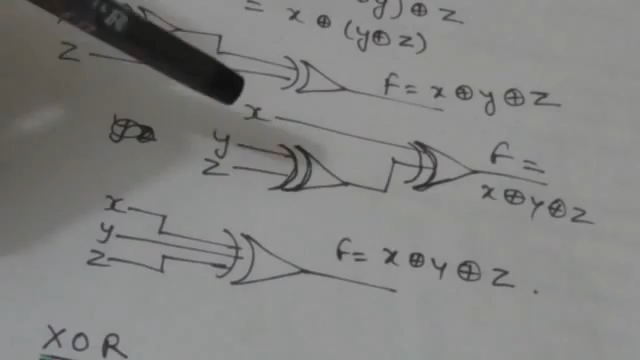 y) ⊕ z
= x ⊕ (y ⊕ z)
z
f = x ⊕ y ⊕ z
x
y
z
f =
x ⊕ y ⊕ z
x
y
z
f = x ⊕ y ⊕ z .
XOR